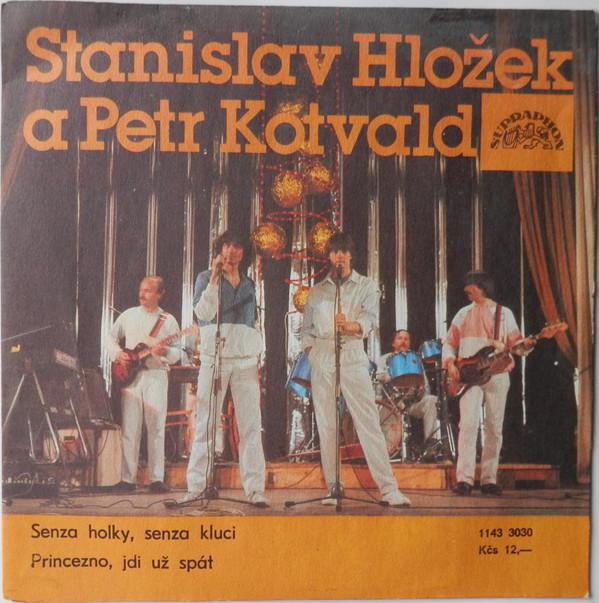 Stanislav Hložek
a Petr Kotvald
SUPRAPHON
Senza holky, senza kluci
Princezno, jdi už spát
1143 3030
Kčs 12,—